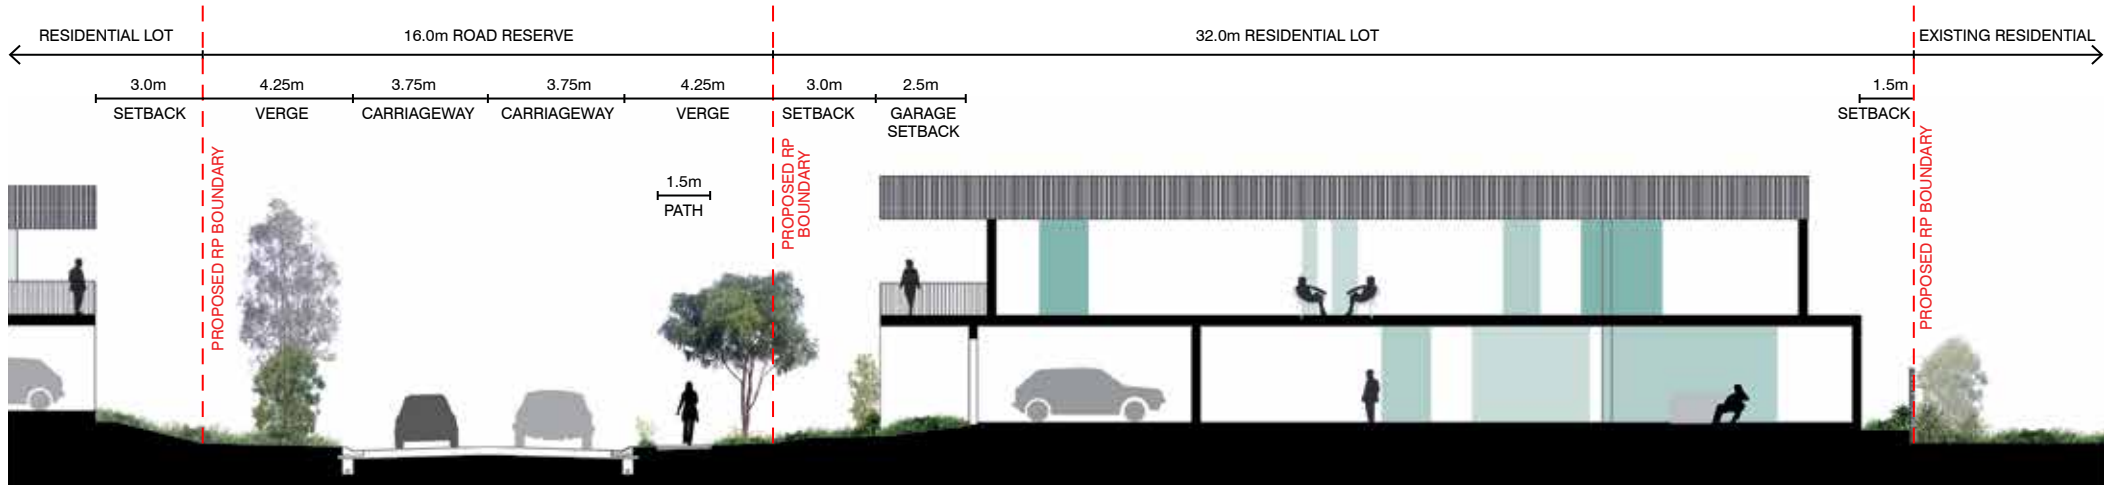 RESIDENTIAL LOT
16.0m ROAD RESERVE
32.0m RESIDENTIAL LOT
EXISTING RESIDENTIAL
3.0m
SETBACK
4.25m
VERGE
3.75m
CARRIAGEWAY
3.75m
CARRIAGEWAY
4.25m
VERGE
3.0m
SETBACK
2.5m
GARAGE
SETBACK
1.5m
SETBACK
PROPOSED RP BOUNDARY
1.5m
PATH
PROPOSED RP
BOUNDARY
PROPOSED RP BOUNDARY